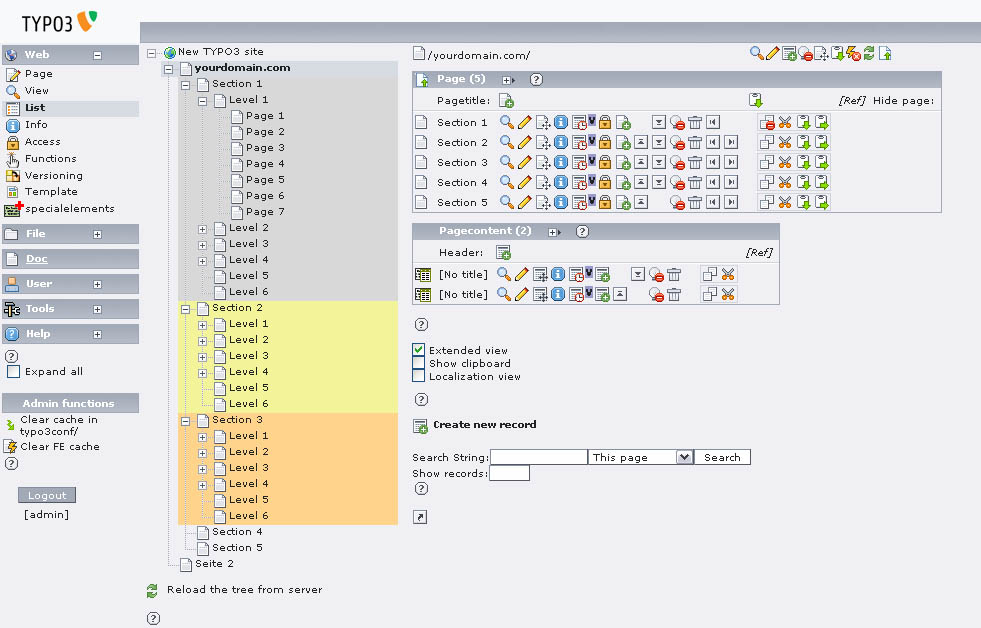 TYPO3
Web
Page
View
List
Info
Access
Functions
Versioning
Template
specialelements
File
Doc
User
Tools
Help
Expand all
Admin functions
Clear cache in
typo3conf/
Clear FE cache
Logout
[admin]
New TYPO3 site
yourdomain.com
Section 1
Level 1
Page 1
Page 2
Page 3
Page 4
Page 5
Page 6
Page 7
Level 2
Level 3
Level 4
Level 5
Level 6
Section 2
Level 1
Level 2
Level 3
Level 4
Level 5
Level 6
Section 3
Level 1
Level 2
Level 3
Level 4
Level 5
Level 6
Section 4
Section 5
Seite 2
Reload the tree from server
/yourdomain.com/
Page (5)
Pagetitle: [Ref] Hide page:
Section 1
Section 2
Section 3
Section 4
Section 5
Pagecontent (2)
Header: [Ref]
[No title]
[No title]
Extended view
Show clipboard
Localization view
Create new record
Search String: This page Search
Show records: